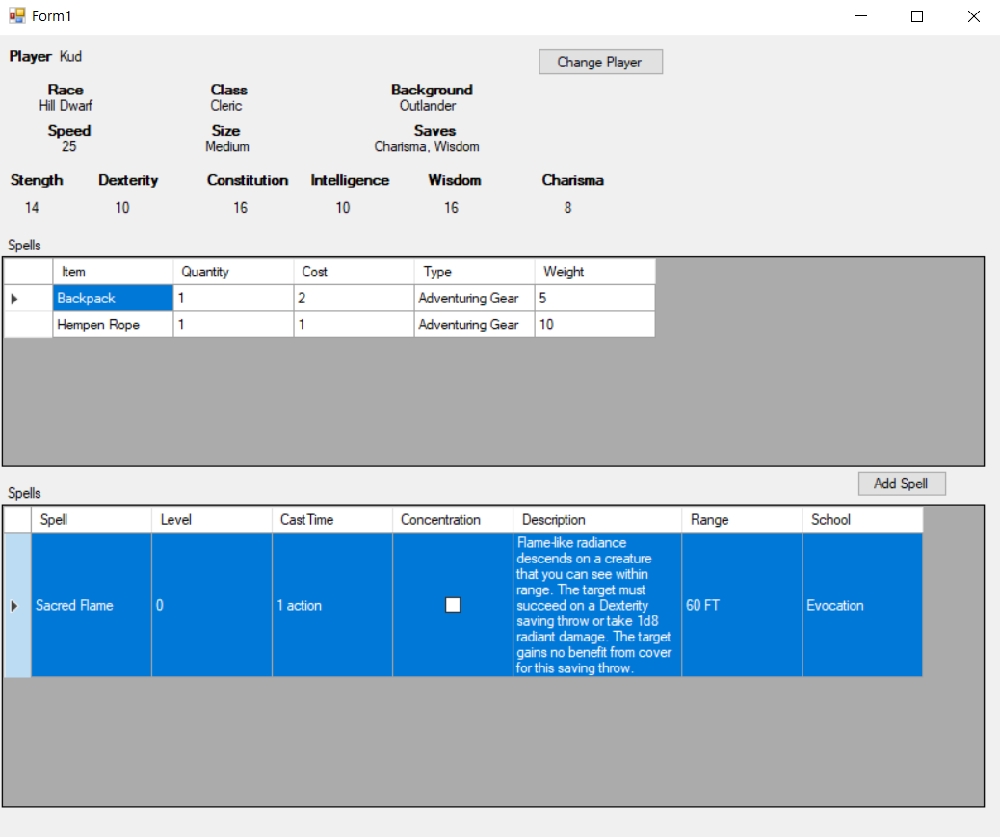 Form1
Player Kud
Change Player
Race Class Background
Hill Dwarf Cleric Outlander
Speed Size Saves
25 Medium Charisma, Wisdom
Stength Dexterity Constitution Intelligence Wisdom Charisma
14 10 16 10 16 8
Spells
Item Quantity Cost Type Weight
Backpack 1 2 Adventuring Gear 5
Hempen Rope 1 1 Adventuring Gear 10
Add Spell
Spells
Spell Level CastTime Concentration Description Range School
Sacred Flame 0 1 action
Flame-like radiance
descends on a creature
that you can see within
range. The target must
succeed on a Dexterity
saving throw or take 1d8
radiant damage. The target
gains no benefit from cover
for this saving throw.
60 FT Evocation